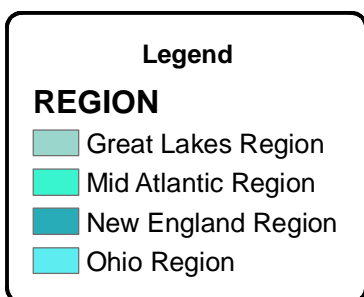 Legend
REGION
Great Lakes Region
Mid Atlantic Region
New England Region
Ohio Region